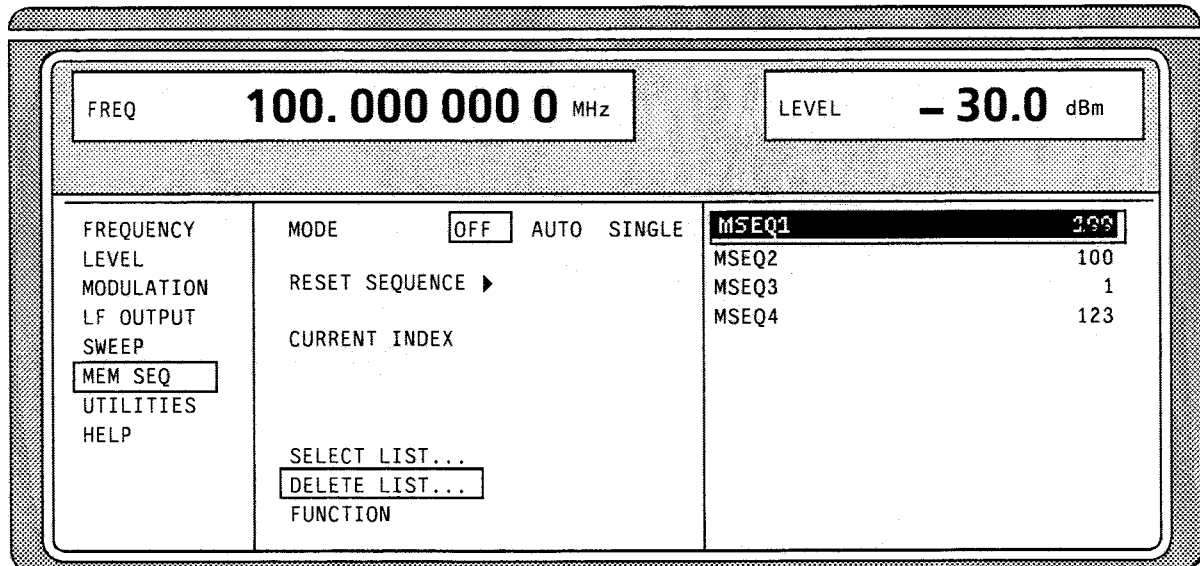 FREQ 100. 000 000 0 MHz
LEVEL – 30.0 dBm
FREQUENCY
LEVEL
MODULATION
LF OUTPUT
SWEEP
MEM SEQ
UTILITIES
HELP
MODE OFF AUTO SINGLE
RESET SEQUENCE ▶
CURRENT INDEX
SELECT LIST...
DELETE LIST...
FUNCTION
MSEQ1
MSEQ2 100
MSEQ3 1
MSEQ4 123